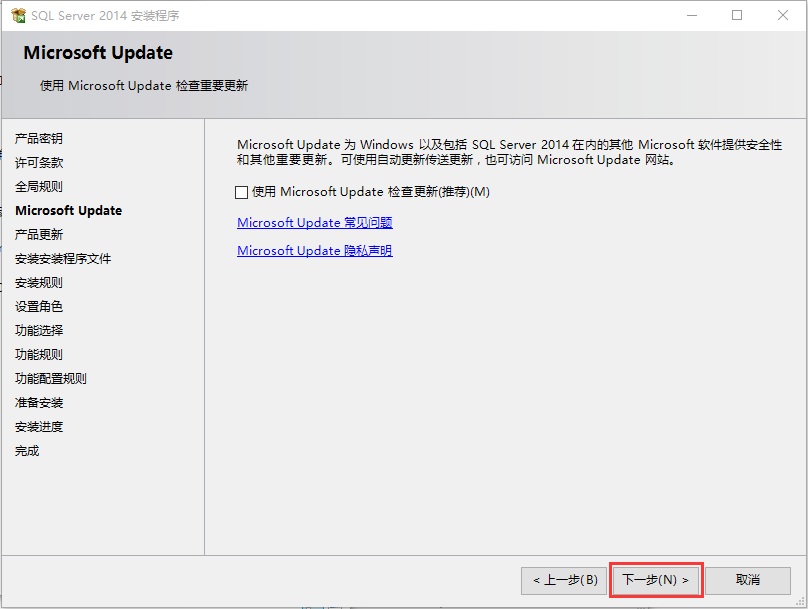 SQL Server 2014 安装程序
Microsoft Update
使用 Microsoft Update 检查重要更新
产品密钥
许可条款
全局规则
Microsoft Update
产品更新
安装安装程序文件
安装规则
设置角色
功能选择
功能规则
功能配置规则
准备安装
安装进度
完成
Microsoft Update 为 Windows 以及包括 SQL Server 2014 在内的其他 Microsoft 软件提供安全性
和其他重要更新。可使用自动更新传送更新，也可访问 Microsoft Update 网站。
使用 Microsoft Update 检查更新(推荐)(M)
Microsoft Update 常见问题
Microsoft Update 隐私声明
< 上一步(B)
下一步(N) >
取消